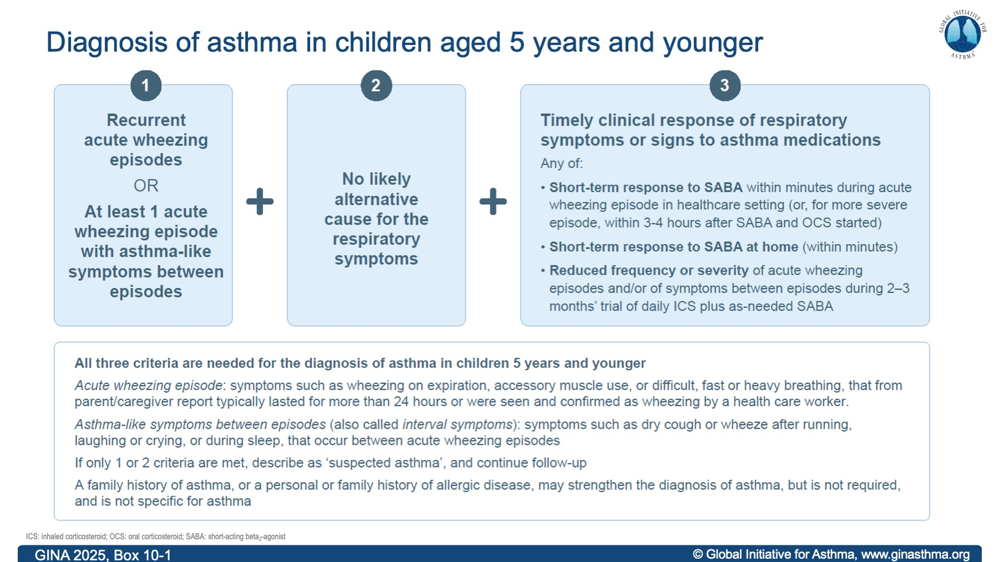 Diagnosis of asthma in children aged 5 years and younger
GLOBAL INITIATIVE FOR
ASTHMA
1
Recurrent
acute wheezing
episodes
OR
At least 1 acute
wheezing episode
with asthma-like
symptoms between
episodes
+
2
No likely
alternative
cause for the
respiratory
symptoms
+
3
Timely clinical response of respiratory
symptoms or signs to asthma medications
Any of:
• Short-term response to SABA within minutes during acute
wheezing episode in healthcare setting (or, for more severe
episode, within 3-4 hours after SABA and OCS started)
• Short-term response to SABA at home (within minutes)
• Reduced frequency or severity of acute wheezing
episodes and/or of symptoms between episodes during 2–3
months’ trial of daily ICS plus as-needed SABA
All three criteria are needed for the diagnosis of asthma in children 5 years and younger
Acute wheezing episode: symptoms such as wheezing on expiration, accessory muscle use, or difficult, fast or heavy breathing, that from
parent/caregiver report typically lasted for more than 24 hours or were seen and confirmed as wheezing by a health care worker.
Asthma-like symptoms between episodes (also called interval symptoms): symptoms such as dry cough or wheeze after running,
laughing or crying, or during sleep, that occur between acute wheezing episodes
If only 1 or 2 criteria are met, describe as ‘suspected asthma’, and continue follow-up
A family history of asthma, or a personal or family history of allergic disease, may strengthen the diagnosis of asthma, but is not required,
and is not specific for asthma
ICS: inhaled corticosteroid; OCS: oral corticosteroid; SABA: short-acting beta2-agonist
GINA 2025, Box 10-1
© Global Initiative for Asthma, www.ginasthma.org